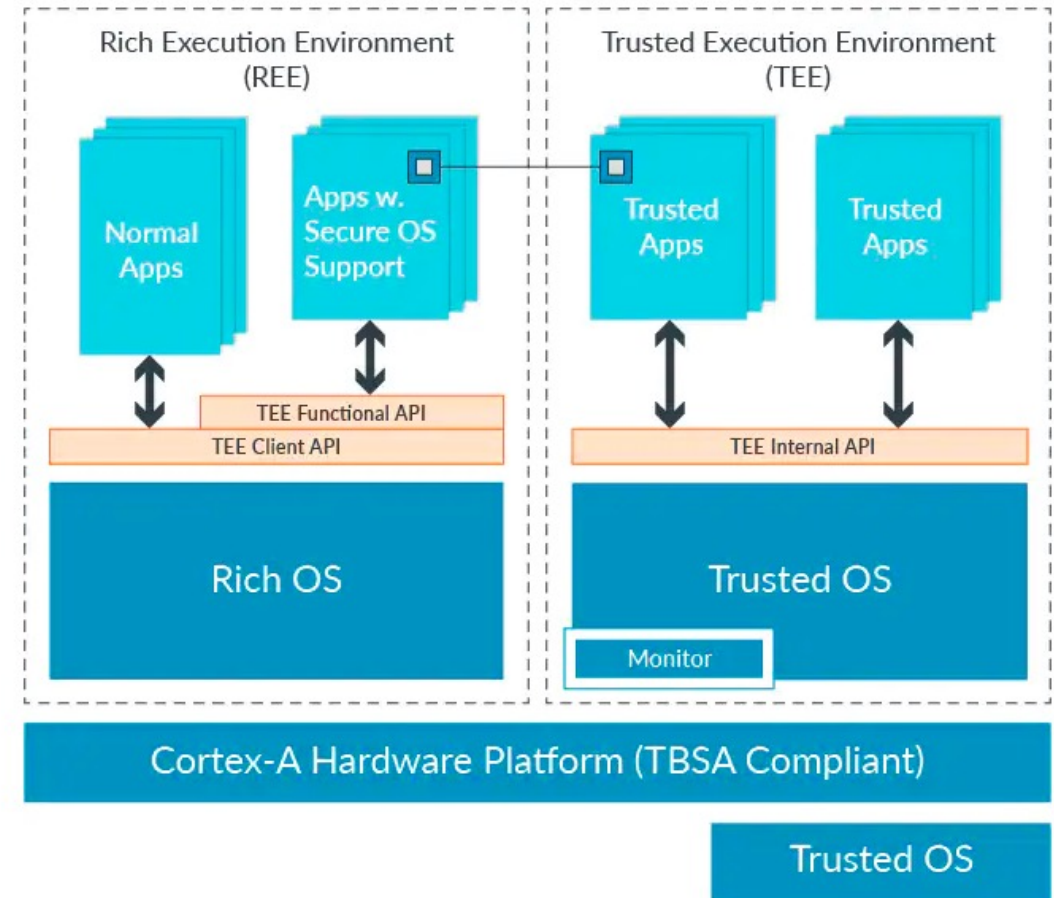 Rich Execution Environment
(REE)
Trusted Execution Environment
(TEE)
Normal
Apps
Apps w.
Secure OS
Support
Trusted
Apps
Trusted
Apps
TEE Functional API
TEE Client API
TEE Internal API
Rich OS
Trusted OS
Monitor
Cortex-A Hardware Platform (TBSA Compliant)
Trusted OS